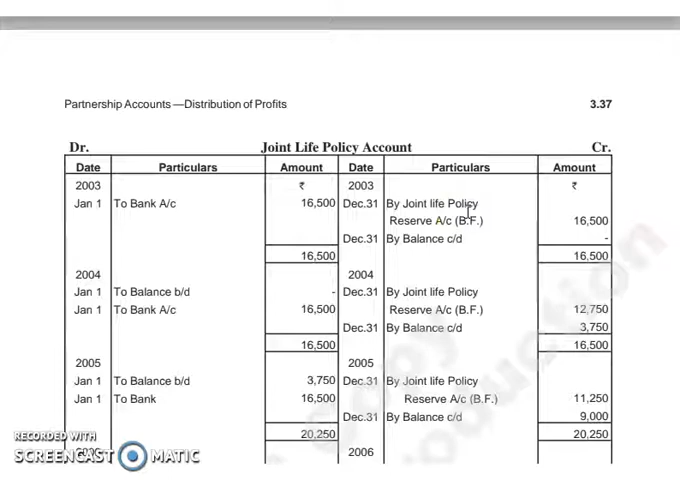 Partnership Accounts —Distribution of Profits 3.37
Dr. Joint Life Policy Account Cr.
Date Particulars Amount Date Particulars Amount
2003 ₹ 2003 ₹
Jan 1 To Bank A/c 16,500 Dec.31 By Joint life Policy
Reserve A/c (B.F.) 16,500
Dec.31 By Balance c/d -
16,500 16,500
2004 2004
Jan 1 To Balance b/d - Dec.31 By Joint life Policy
Jan 1 To Bank A/c 16,500 Reserve A/c (B.F.) 12,750
Dec.31 By Balance c/d 3,750
16,500 16,500
2005 2005
Jan 1 To Balance b/d 3,750 Dec.31 By Joint life Policy
Jan 1 To Bank 16,500 Reserve A/c (B.F.) 11,250
Dec.31 By Balance c/d 9,000
20,250 20,250
2006
RECORDED WITH
SCREENCAST MATIC
copy